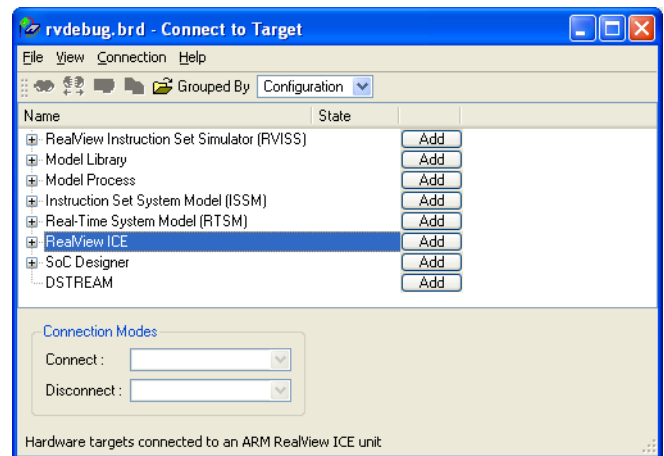 rvdebug.brd - Connect to Target
File View Connection Help
Grouped By Configuration
Name State
RealView Instruction Set Simulator (RVISS) Add
Model Library Add
Model Process Add
Instruction Set System Model (ISSM) Add
Real-Time System Model (RTSM) Add
RealView ICE Add
SoC Designer Add
DSTREAM Add
Connection Modes
Connect :
Disconnect :
Hardware targets connected to an ARM RealView ICE unit